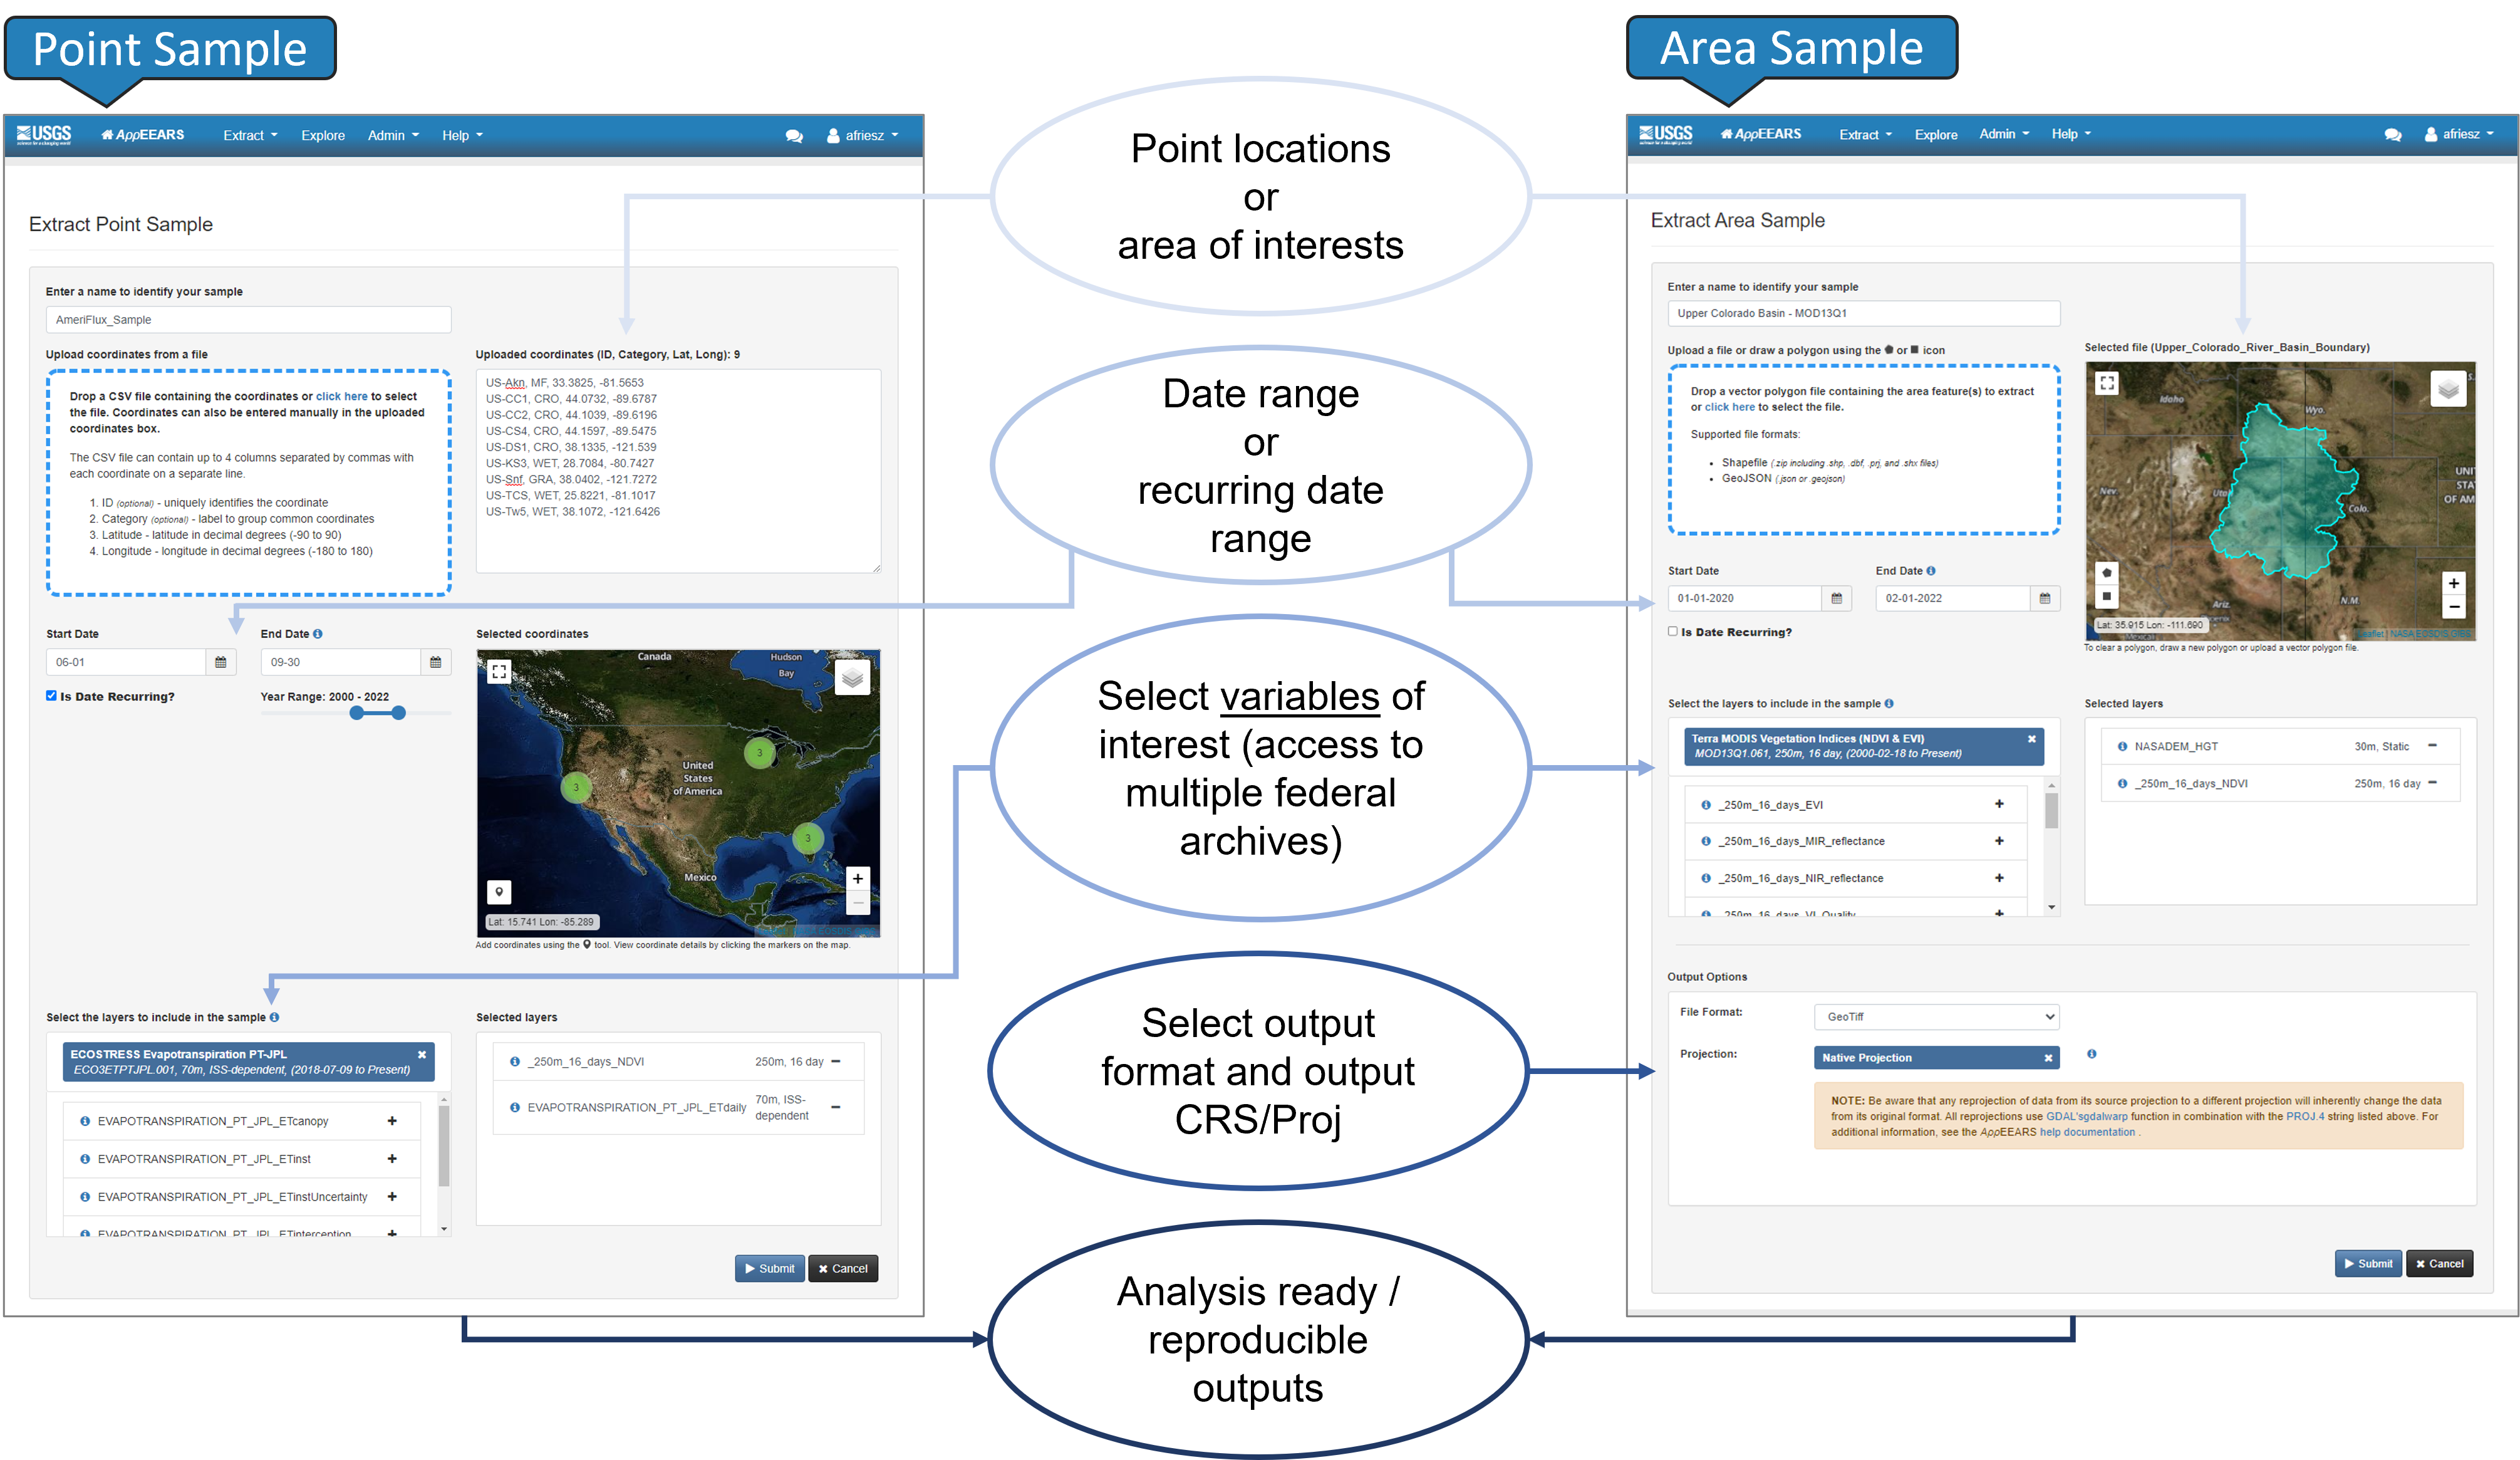 Point Sample
USGS
science for a changing world
AppEEARS
Extract
Explore
Admin
Help
afriesz
Extract Point Sample
Enter a name to identify your sample
AmeriFlux_Sample
Upload coordinates from a file
Drop a CSV file containing the coordinates or click here to select
the file. Coordinates can also be entered manually in the uploaded
coordinates box.
The CSV file can contain up to 4 columns separated by commas with
each coordinate on a separate line.
1. ID (optional) - uniquely identifies the coordinate
2. Category (optional) - label to group common coordinates
3. Latitude - latitude in decimal degrees (-90 to 90)
4. Longitude - longitude in decimal degrees (-180 to 180)
Uploaded coordinates (ID, Category, Lat, Long): 9
US-Akn, MF, 33.3825, -81.5653
US-CC1, CRO, 44.0732, -89.6787
US-CC2, CRO, 44.1039, -89.6196
US-CS4, CRO, 44.1597, -89.5475
US-DS1, CRO, 38.1335, -121.539
US-KS3, WET, 28.7084, -80.7427
US-Snf, GRA, 38.0402, -121.7272
US-TCS, WET, 25.8221, -81.1017
US-Tw5, WET, 38.1072, -121.6426
Start Date
End Date
06-01
09-30
Is Date Recurring?
Year Range: 2000 - 2022
Selected coordinates
Canada
Hudson
Bay
United
States
of America
Mexico
3
3
3
+
−
Lat: 15.741 Lon: -85.289
Add coordinates using the tool. View coordinate details by clicking the markers on the map.
Select the layers to include in the sample
ECOSTRESS Evapotranspiration PT-JPL
ECO3ETPTJPL.001, 70m, ISS-dependent, (2018-07-09 to Present)
EVAPOTRANSPIRATION_PT_JPL_ETcanopy
EVAPOTRANSPIRATION_PT_JPL_ETinst
EVAPOTRANSPIRATION_PT_JPL_ETinstUncertainty
EVAPOTRANSPIRATION_PT_JPL_ETinterception
Selected layers
_250m_16_days_NDVI 250m, 16 day
EVAPOTRANSPIRATION_PT_JPL_ETdaily 70m, ISS-
dependent
Submit
Cancel
Point locations
or
area of interests
Date range
or
recurring date
range
Select variables of
interest (access to
multiple federal
archives)
Select output
format and output
CRS/Proj
Analysis ready /
reproducible
outputs
Area Sample
USGS
science for a changing world
AppEEARS
Extract
Explore
Admin
Help
afriesz
Extract Area Sample
Enter a name to identify your sample
Upper Colorado Basin - MOD13Q1
Upload a file or draw a polygon using the or icon
Drop a vector polygon file containing the area feature(s) to extract
or click here to select the file.
Supported file formats:
• Shapefile (.zip including .shp, .dbf, .prj, and .shx files)
• GeoJSON (.json or .geojson)
Selected file (Upper_Colorado_River_Basin_Boundary)
Idaho
Wyo.
S.
Nev.
Utah
Colo.
UNI
STA
OF AM
Ariz.
N.M.
Mexicali
+
−
Lat: 35.915 Lon: -111.690
Leaflet | NASA EOSDIS GIBS
To clear a polygon, draw a new polygon or upload a vector polygon file.
Start Date
End Date
01-01-2020
02-01-2022
Is Date Recurring?
Select the layers to include in the sample
Terra MODIS Vegetation Indices (NDVI & EVI)
MOD13Q1.061, 250m, 16 day, (2000-02-18 to Present)
_250m_16_days_EVI
_250m_16_days_MIR_reflectance
_250m_16_days_NIR_reflectance
_250m_16_days_VI_Quality
Selected layers
NASADEM_HGT 30m, Static
_250m_16_days_NDVI 250m, 16 day
Output Options
File Format:
GeoTiff
Projection:
Native Projection
NOTE: Be aware that any reprojection of data from its source projection to a different projection will inherently change the data
from its original format. All reprojections use GDAL'sgdalwarp function in combination with the PROJ.4 string listed above. For
additional information, see the AppEEARS help documentation .
Submit
Cancel